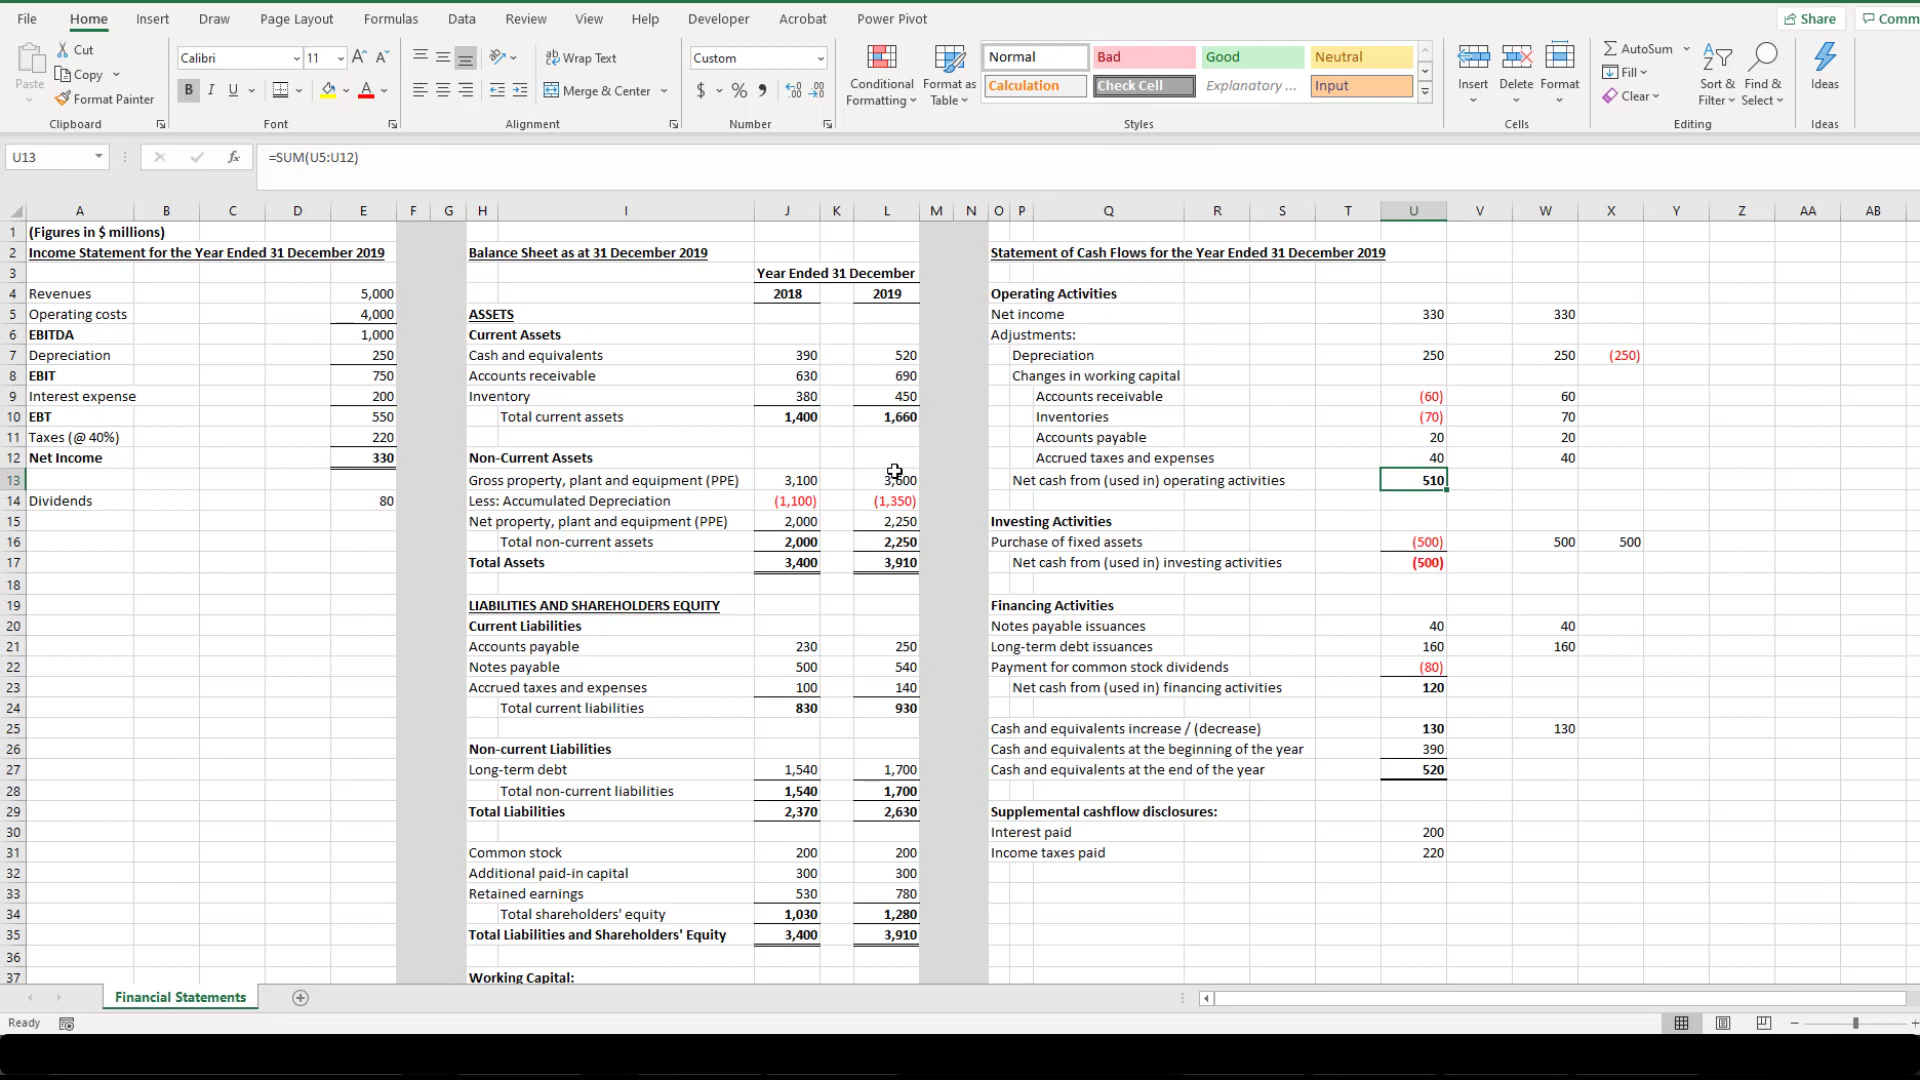 File Home Insert Draw Page Layout Formulas Data Review View Help Developer Acrobat Power Pivot Share Comm
Paste Cut Copy Format Painter Clipboard
Calibri 11 A A B I U A Font
Wrap Text Merge & Center Alignment
Custom $ % Number
Conditional Formatting Format as Table
Normal Bad Good Neutral
Calculation Check Cell Explanatory ... Input
Styles
Insert Delete Format Cells
AutoSum Fill Clear Sort & Filter Find & Select Editing
Ideas Ideas
U13 fx =SUM(U5:U12)
A B C D E F G H I J K L M N O P Q R S T U V W X Y Z AA AB
1 (Figures in $ millions)
2 Income Statement for the Year Ended 31 December 2019 Balance Sheet as at 31 December 2019 Statement of Cash Flows for the Year Ended 31 December 2019
3 Year Ended 31 December
4 Revenues 5,000 2018 2019 Operating Activities
5 Operating costs 4,000 ASSETS Net income 330 330
6 EBITDA 1,000 Current Assets Adjustments:
7 Depreciation 250 Cash and equivalents 390 520 Depreciation 250 250 (250)
8 EBIT 750 Accounts receivable 630 690 Changes in working capital
9 Interest expense 200 Inventory 380 450 Accounts receivable (60) 60
10 EBT 550 Total current assets 1,400 1,660 Inventories (70) 70
11 Taxes (@ 40%) 220 Accounts payable 20 20
12 Net Income 330 Non-Current Assets Accrued taxes and expenses 40 40
13 Gross property, plant and equipment (PPE) 3,100 3,600 Net cash from (used in) operating activities 510
14 Dividends 80 Less: Accumulated Depreciation (1,100) (1,350)
15 Net property, plant and equipment (PPE) 2,000 2,250 Investing Activities
16 Total non-current assets 2,000 2,250 Purchase of fixed assets (500) 500 500
17 Total Assets 3,400 3,910 Net cash from (used in) investing activities (500)
18
19 LIABILITIES AND SHAREHOLDERS EQUITY Financing Activities
20 Current Liabilities Notes payable issuances 40 40
21 Accounts payable 230 250 Long-term debt issuances 160 160
22 Notes payable 500 540 Payment for common stock dividends (80)
23 Accrued taxes and expenses 100 140 Net cash from (used in) financing activities 120
24 Total current liabilities 830 930
25 Cash and equivalents increase / (decrease) 130 130
26 Non-current Liabilities Cash and equivalents at the beginning of the year 390
27 Long-term debt 1,540 1,700 Cash and equivalents at the end of the year 520
28 Total non-current liabilities 1,540 1,700
29 Total Liabilities 2,370 2,630 Supplemental cashflow disclosures:
30 Interest paid 200
31 Common stock 200 200 Income taxes paid 220
32 Additional paid-in capital 300 300
33 Retained earnings 530 780
34 Total shareholders' equity 1,030 1,280
35 Total Liabilities and Shareholders' Equity 3,400 3,910
36
37 Working Capital:
Financial Statements
Ready